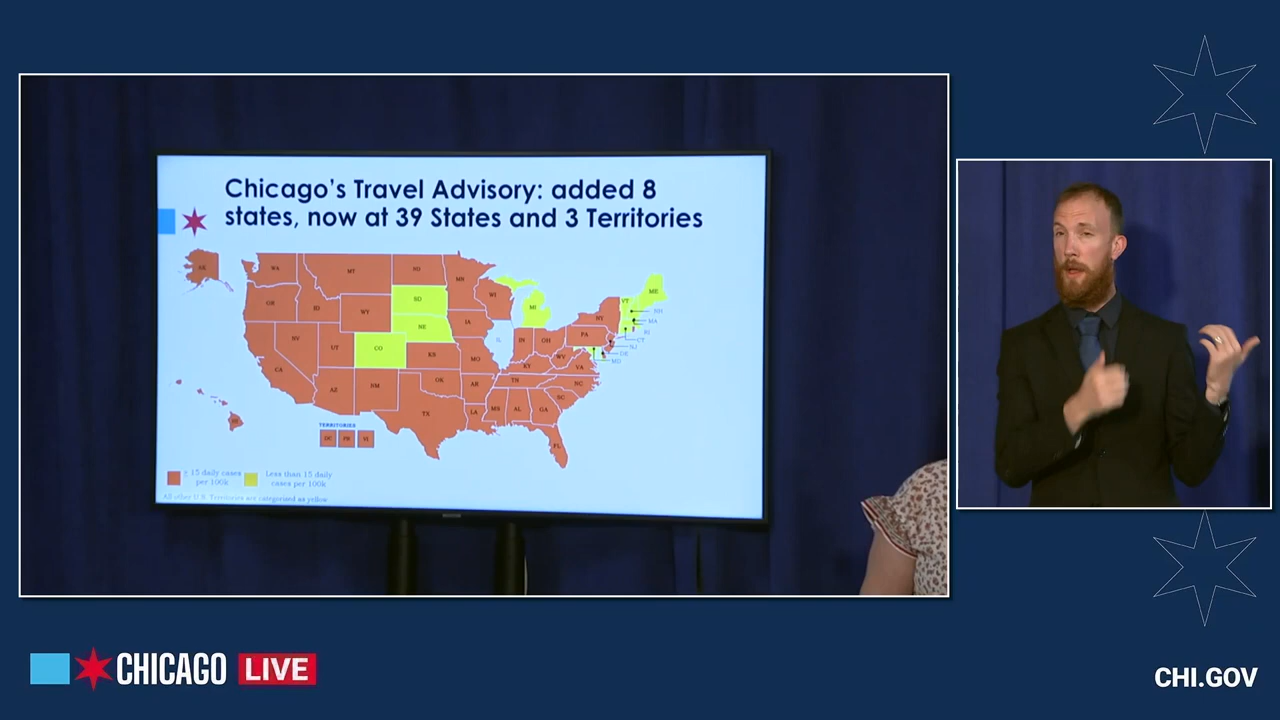 Chicago's Travel Advisory: added 8
states, now at 39 States and 3 Territories
AK
WA
MT
ND
MN
WI
MI
VT
ME
NH
MA
RI
CT
NJ
DE
MD
OR
ID
WY
SD
NE
IA
IL
IN
OH
PA
NY
NV
UT
CO
KS
MO
KY
WV
VA
CA
AZ
NM
OK
AR
TN
NC
SC
TX
LA
MS
AL
GA
FL
HI
TERRITORIES
DC
PR
VI
15 daily cases
per 100k
Less than 15 daily
cases per 100k
All other U.S. Territories are categorized as yellow
CHICAGO LIVE
CHI.GOV